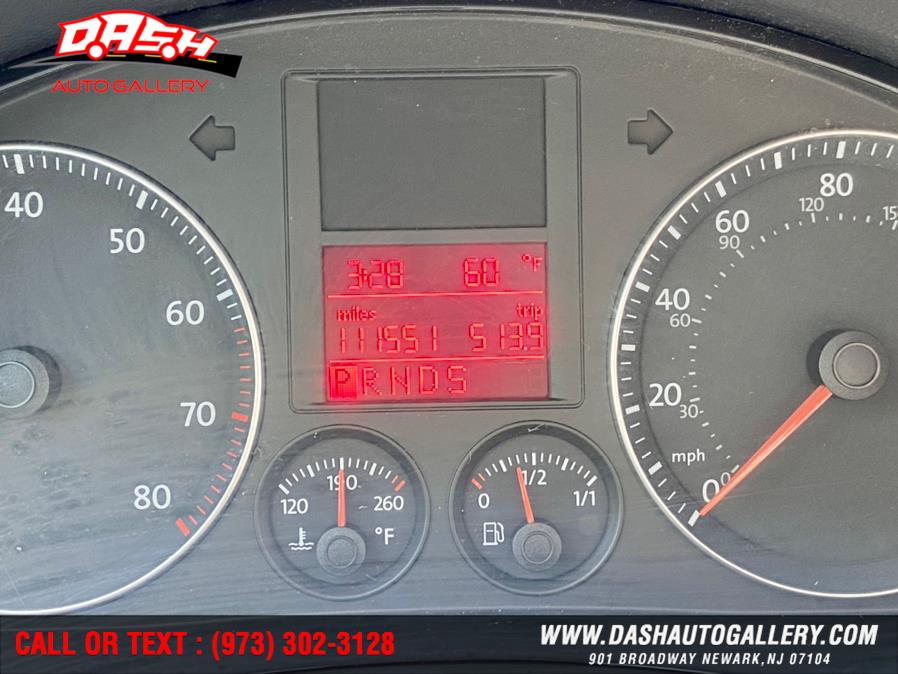 DASH
AUTO GALLERY
40 50 60 70 80
3:28 60 °F
miles trip
111551 513.9
PRNDS
120 190 260
°F
0 1/2 1/1
0 20 40 60 80
0 30 60 90 120
mph
CALL OR TEXT : (973) 302-3128
WWW.DASHAUTOGALLERY.COM
901 BROADWAY NEWARK,NJ 07104